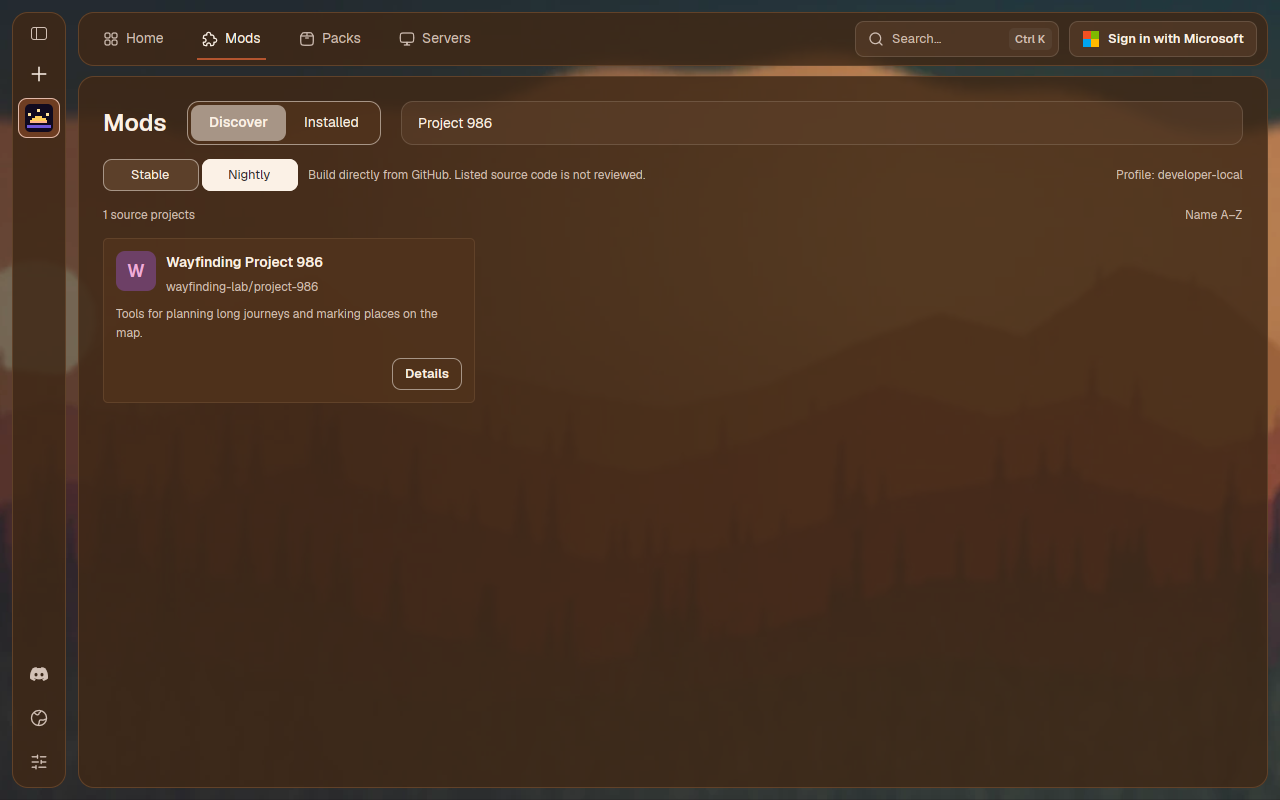 Home
Mods
Packs
Servers
Search...
Ctrl K
Sign in with Microsoft
Mods
Discover
Installed
Project 986
Stable
Nightly
Build directly from GitHub. Listed source code is not reviewed.
Profile: developer-local
1 source projects
Name A–Z
W
Wayfinding Project 986
wayfinding-lab/project-986
Tools for planning long journeys and marking places on the
map.
Details